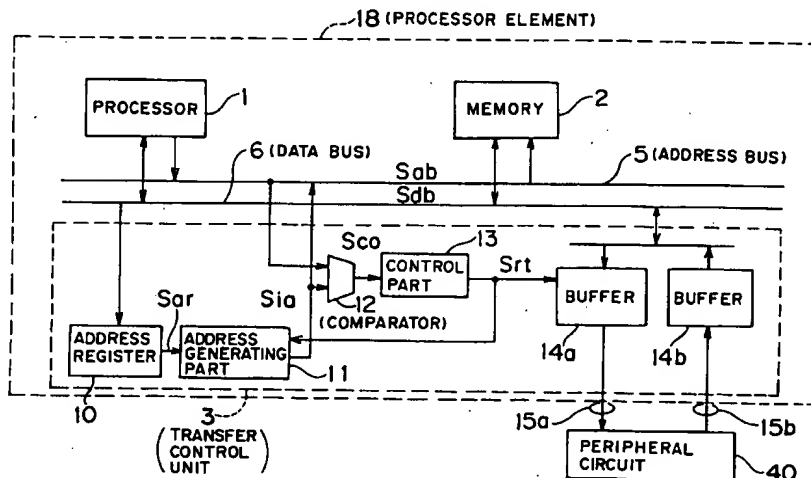 18 (PROCESSOR ELEMENT)
PROCESSOR
1
MEMORY
2
6 (DATA BUS)
5 (ADDRESS BUS)
Sab
Sdb
Sco
13
CONTROL
PART
Srt
Sar
Sia
12
(COMPARATOR)
BUFFER
14a
BUFFER
14b
ADDRESS
REGISTER
10
ADDRESS
GENERATING
PART
11
3
(TRANSFER
CONTROL
UNIT)
15a
15b
PERIPHERAL
CIRCUIT
40